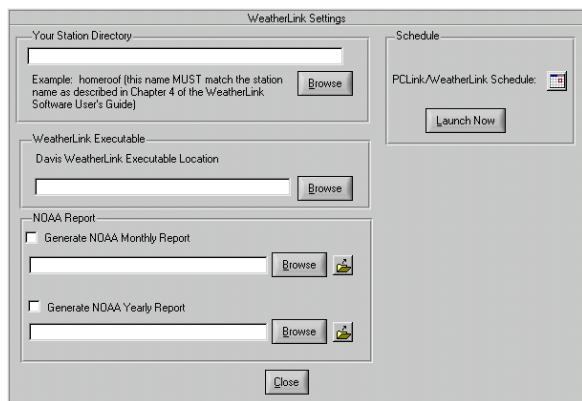 WeatherLink Settings
Your Station Directory
Example: homeroof (this name MUST match the station
name as described in Chapter 4 of the WeatherLink
Software User's Guide)
Browse
Schedule
PCLink/WeatherLink Schedule:
Launch Now
WeatherLink Executable
Davis WeatherLink Executable Location
Browse
NOAA Report
Generate NOAA Monthly Report
Browse
Generate NOAA Yearly Report
Browse
Close